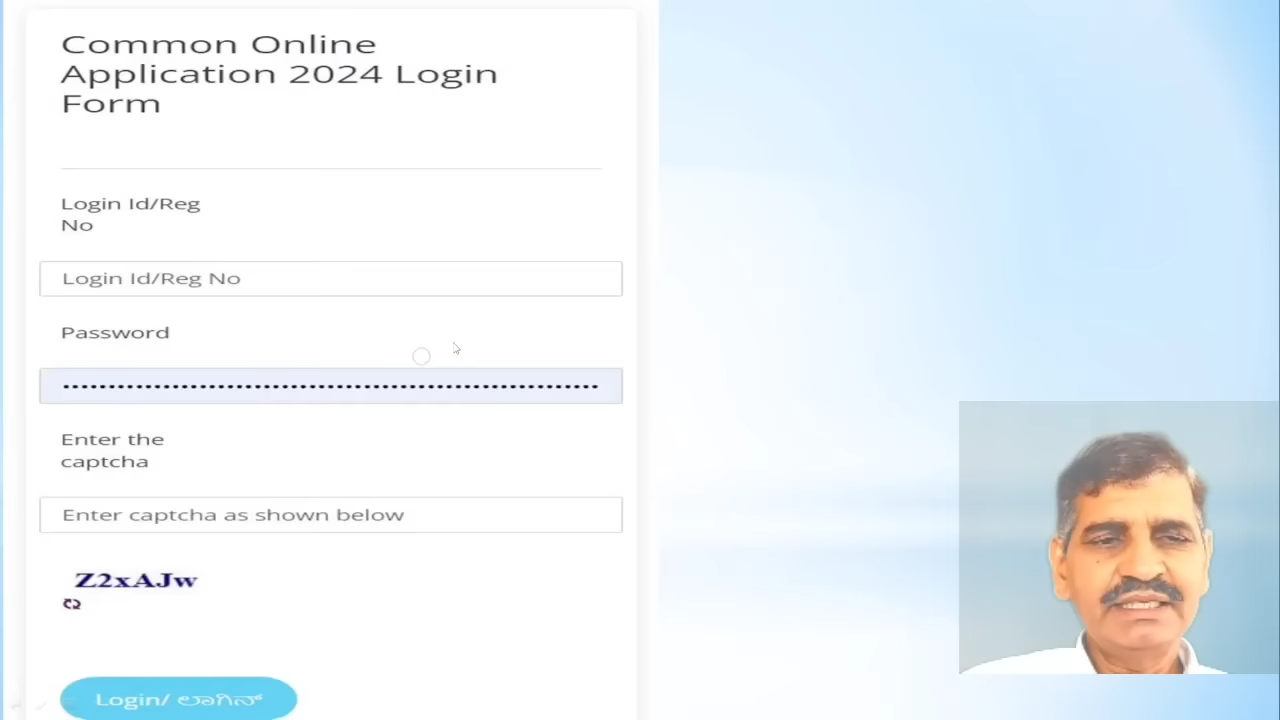 Common Online
Application 2024 Login
Form
Login Id/Reg
No
Login Id/Reg No
Password
Enter the
captcha
Enter captcha as shown below
Z2xAJw
Login/ ಲಾಗಿನ್